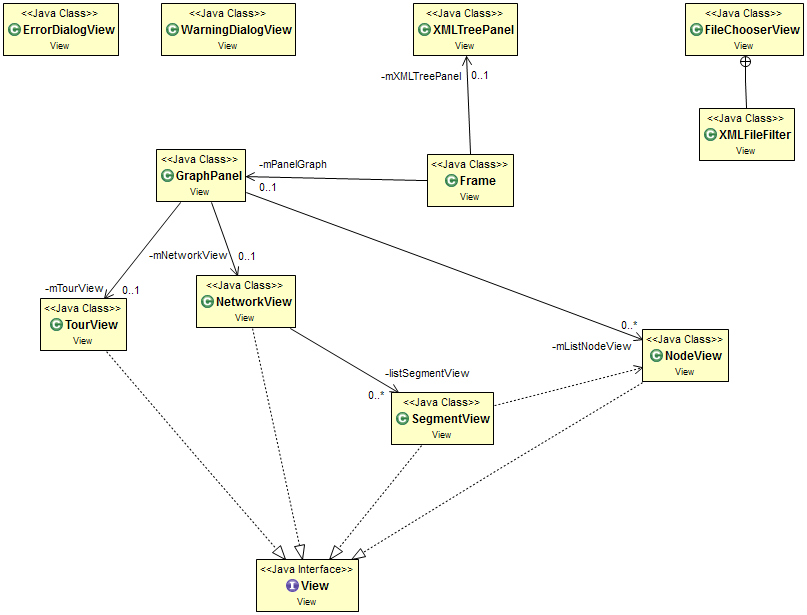 <<Java Class>>
ErrorDialogView
View
<<Java Class>>
WarningDialogView
View
<<Java Class>>
XMLTreePanel
View
<<Java Class>>
FileChooserView
View
-mXMLTreePanel
0..1
<<Java Class>>
XMLFileFilter
View
<<Java Class>>
GraphPanel
View
-mPanelGraph
0..1
<<Java Class>>
Frame
View
-mNetworkView
0..1
-mTourView
0..1
<<Java Class>>
TourView
View
<<Java Class>>
NetworkView
View
0..*
-mListNodeView
<<Java Class>>
NodeView
View
-listSegmentView
0..*
<<Java Class>>
SegmentView
View
<<Java Interface>>
View
View